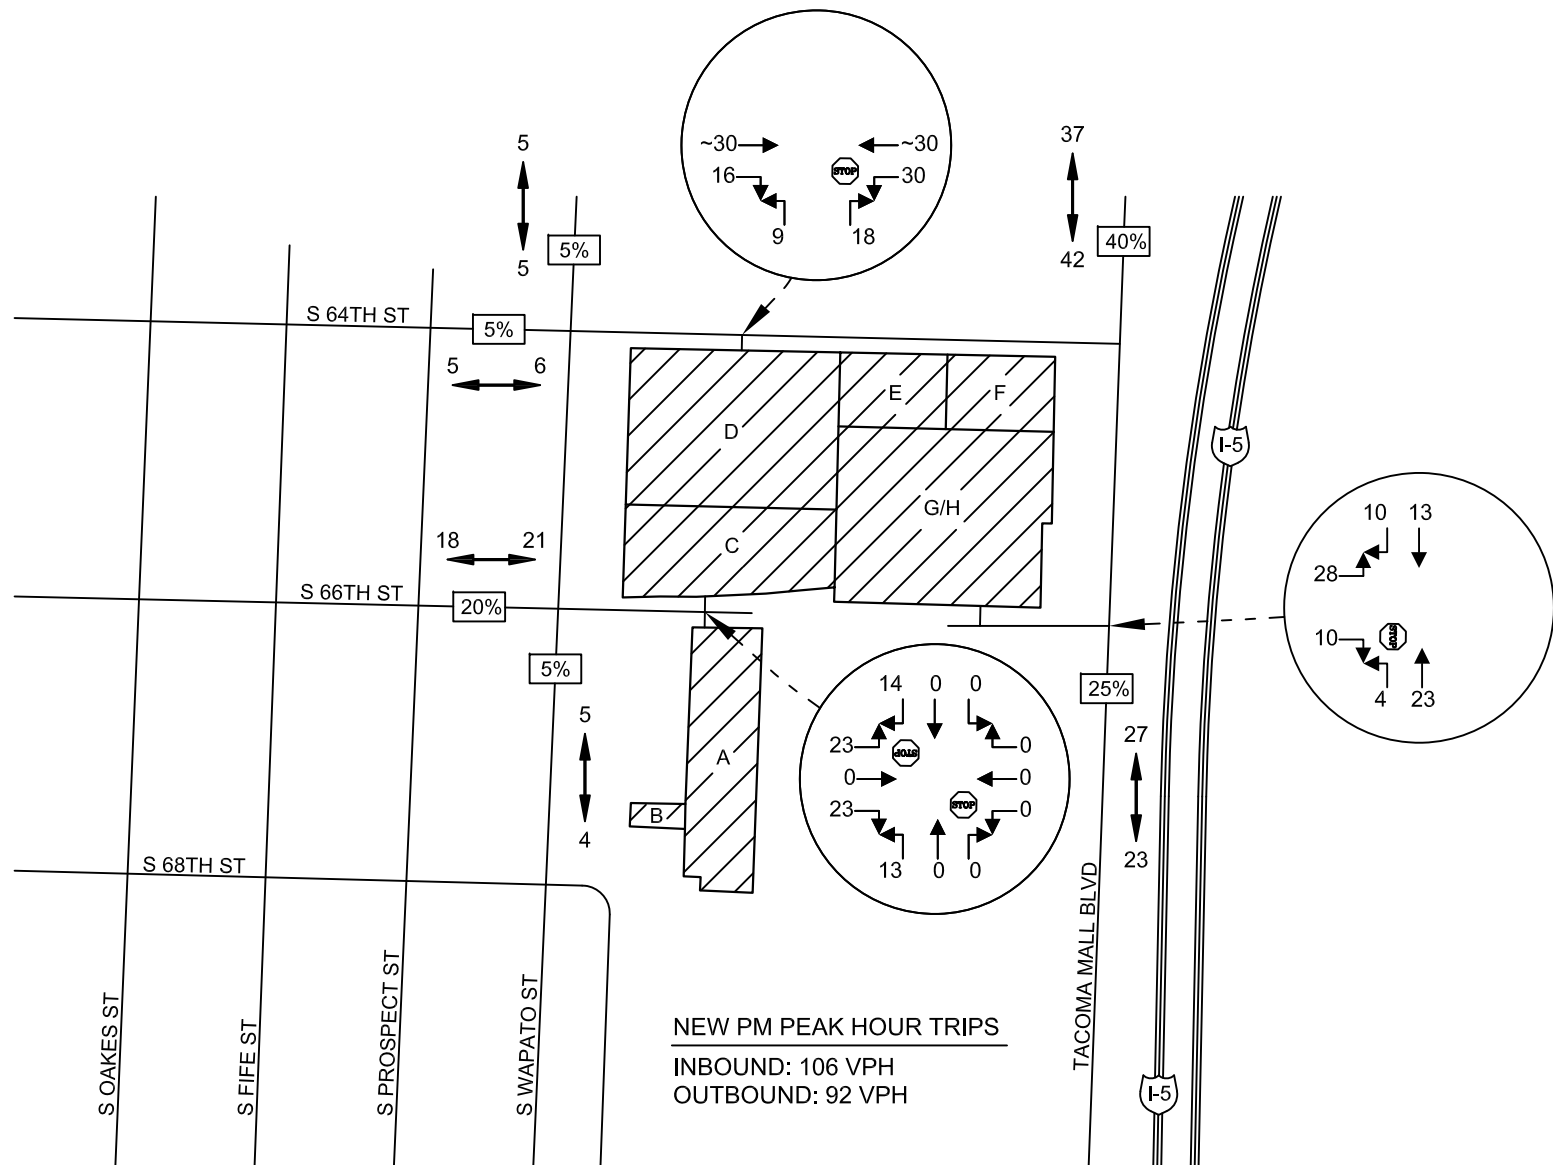 ~30
~30
16
STOP
30
9
18
5
5
5%
37
42
40%
S 64TH ST
5%
5
6
D
E
F
G/H
C
I-5
18
21
S 66TH ST
20%
5%
5
4
A
B
10
13
28
10
STOP
4
23
25%
27
23
14
0
0
23
STOP
0
0
0
23
STOP
0
13
0
0
S 68TH ST
S OAKES ST
S FIFE ST
S PROSPECT ST
S WAPATO ST
TACOMA MALL BLVD
I-5
NEW PM PEAK HOUR TRIPS
INBOUND: 106 VPH
OUTBOUND: 92 VPH